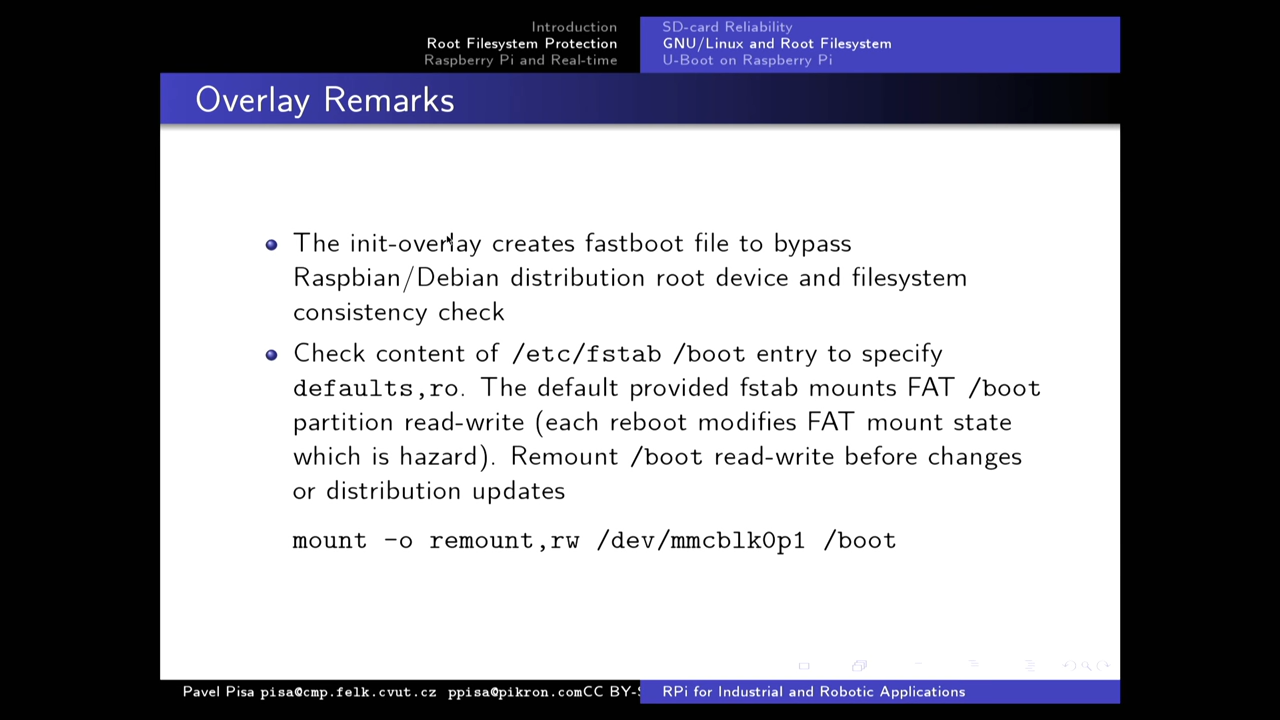 Introduction
Root Filesystem Protection
Raspberry Pi and Real-time
SD-card Reliability
GNU/Linux and Root Filesystem
U-Boot on Raspberry Pi
Overlay Remarks
The init-overlay creates fastboot file to bypass
Raspbian/Debian distribution root device and filesystem
consistency check
Check content of /etc/fstab /boot entry to specify
defaults,ro. The default provided fstab mounts FAT /boot
partition read-write (each reboot modifies FAT mount state
which is hazard). Remount /boot read-write before changes
or distribution updates
mount -o remount,rw /dev/mmcblk0p1 /boot
Pavel Pisa pisa@cmp.felk.cvut.cz ppisa@pikron.comCC BY-
RPi for Industrial and Robotic Applications